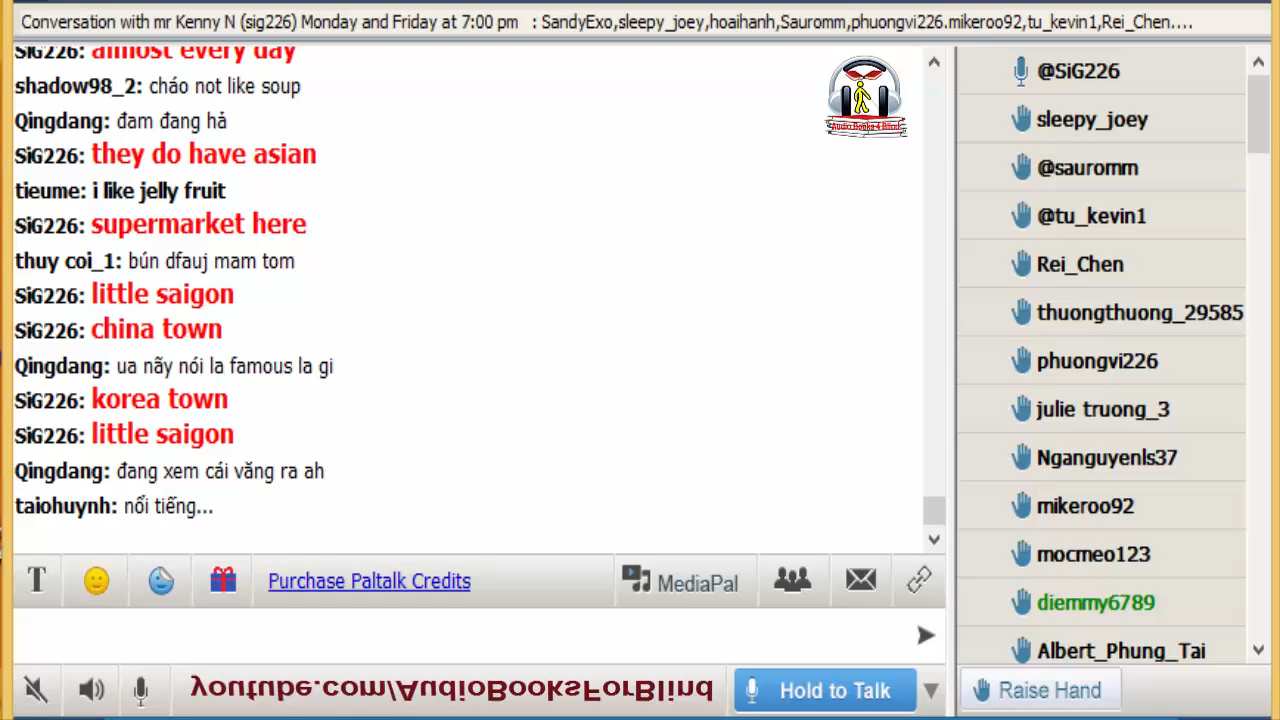 Conversation with mr Kenny N (sig226) Monday and Friday at 7:00 pm : SandyExo,sleepy_joey,hoaihanh,Sauromm,phuongvi226.mikeroo92,tu_kevin1,Rei_Chen....
SiG226: almost every day
shadow98_2: cháo not like soup
Qingdang: đam đang hả
SiG226: they do have asian
tieume: i like jelly fruit
SiG226: supermarket here
thuy coi_1: bún dfauj mam tom
SiG226: little saigon
SiG226: china town
Qingdang: ua nãy nói la famous la gi
SiG226: korea town
SiG226: little saigon
Qingdang: đang xem cái văng ra ah
taiohuynh: nổi tiếng...
Audio Books 4 Blind
@SiG226
sleepy_joey
@sauromm
@tu_kevin1
Rei_Chen
thuongthuong_29585
phuongvi226
julie truong_3
Nganguyenls37
mikeroo92
mocmeo123
diemmy6789
Albert_Phung_Tai
T
Purchase Paltalk Credits
MediaPal
youtube.com/AudioBooksForBlind
Hold to Talk
Raise Hand